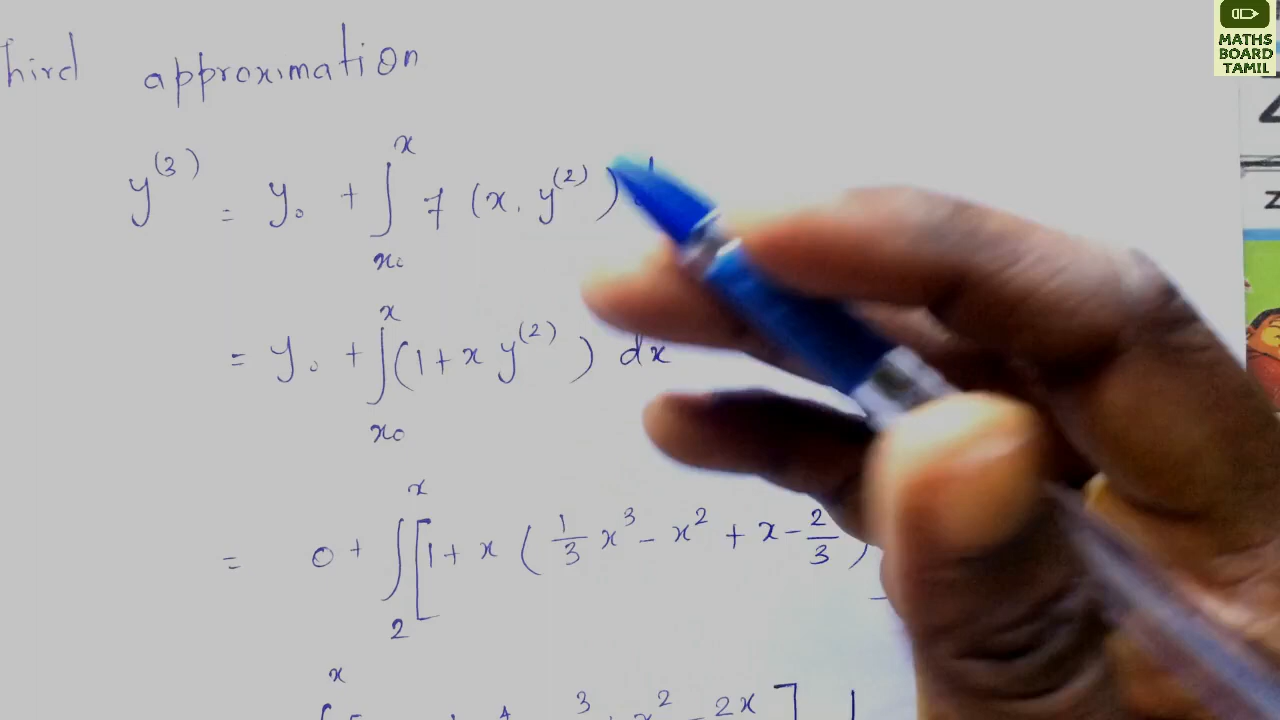 MATHS
BOARD
TAMIL
hird approximation
y^(3) = y₀ + ∫_{x₀}^{x} f (x, y^(2))
= y₀ + ∫_{x₀}^{x} (1 + x y^(2)) dx
= 0 + ∫_{2}^{x} [1 + x (1/3 x³ - x² + x - 2/3)